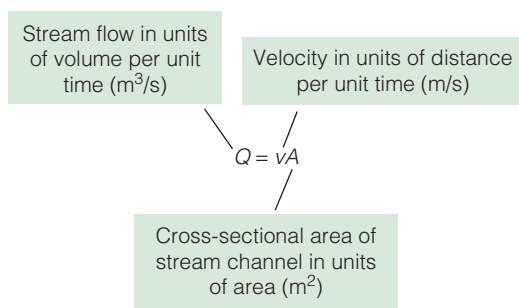 Stream flow in units
of volume per unit
time (m³/s)
Velocity in units of distance
per unit time (m/s)
Q = vA
Cross-sectional area of
stream channel in units
of area (m²)